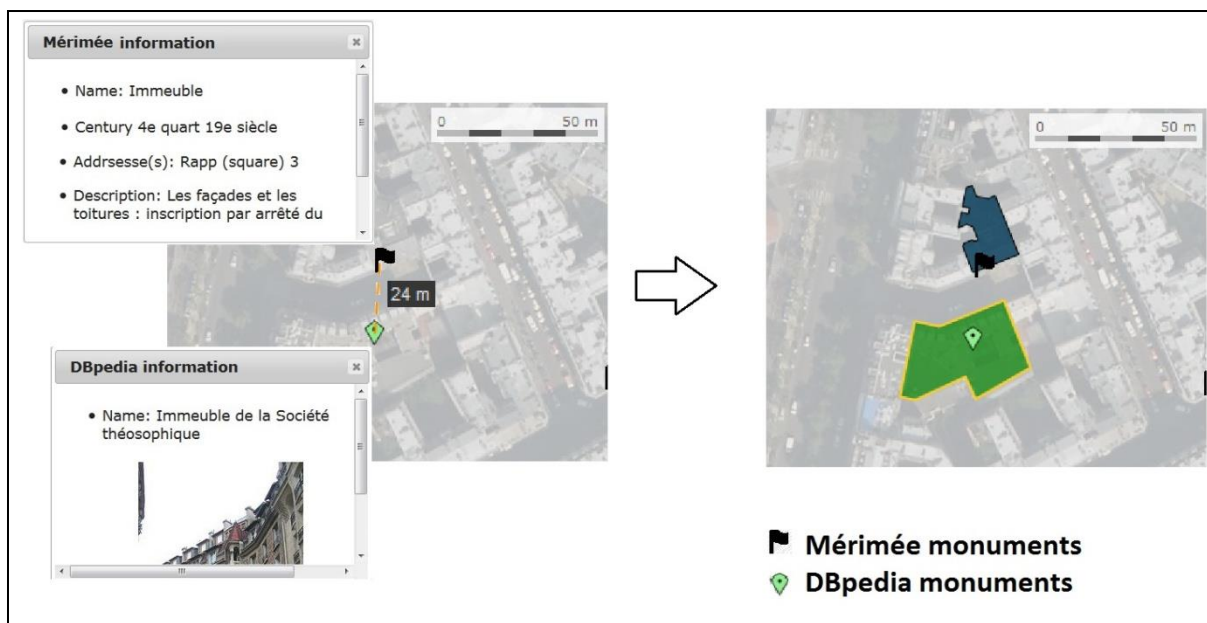 Mérimée information
• Name: Immeuble
• Century 4e quart 19e siècle
• Addrsesse(s): Rapp (square) 3
• Description: Les façades et les
toitures : inscription par arrêté du
0 50 m
24 m
DBpedia information
• Name: Immeuble de la Société
théosophique
0 50 m
Mérimée monuments
DBpedia monuments